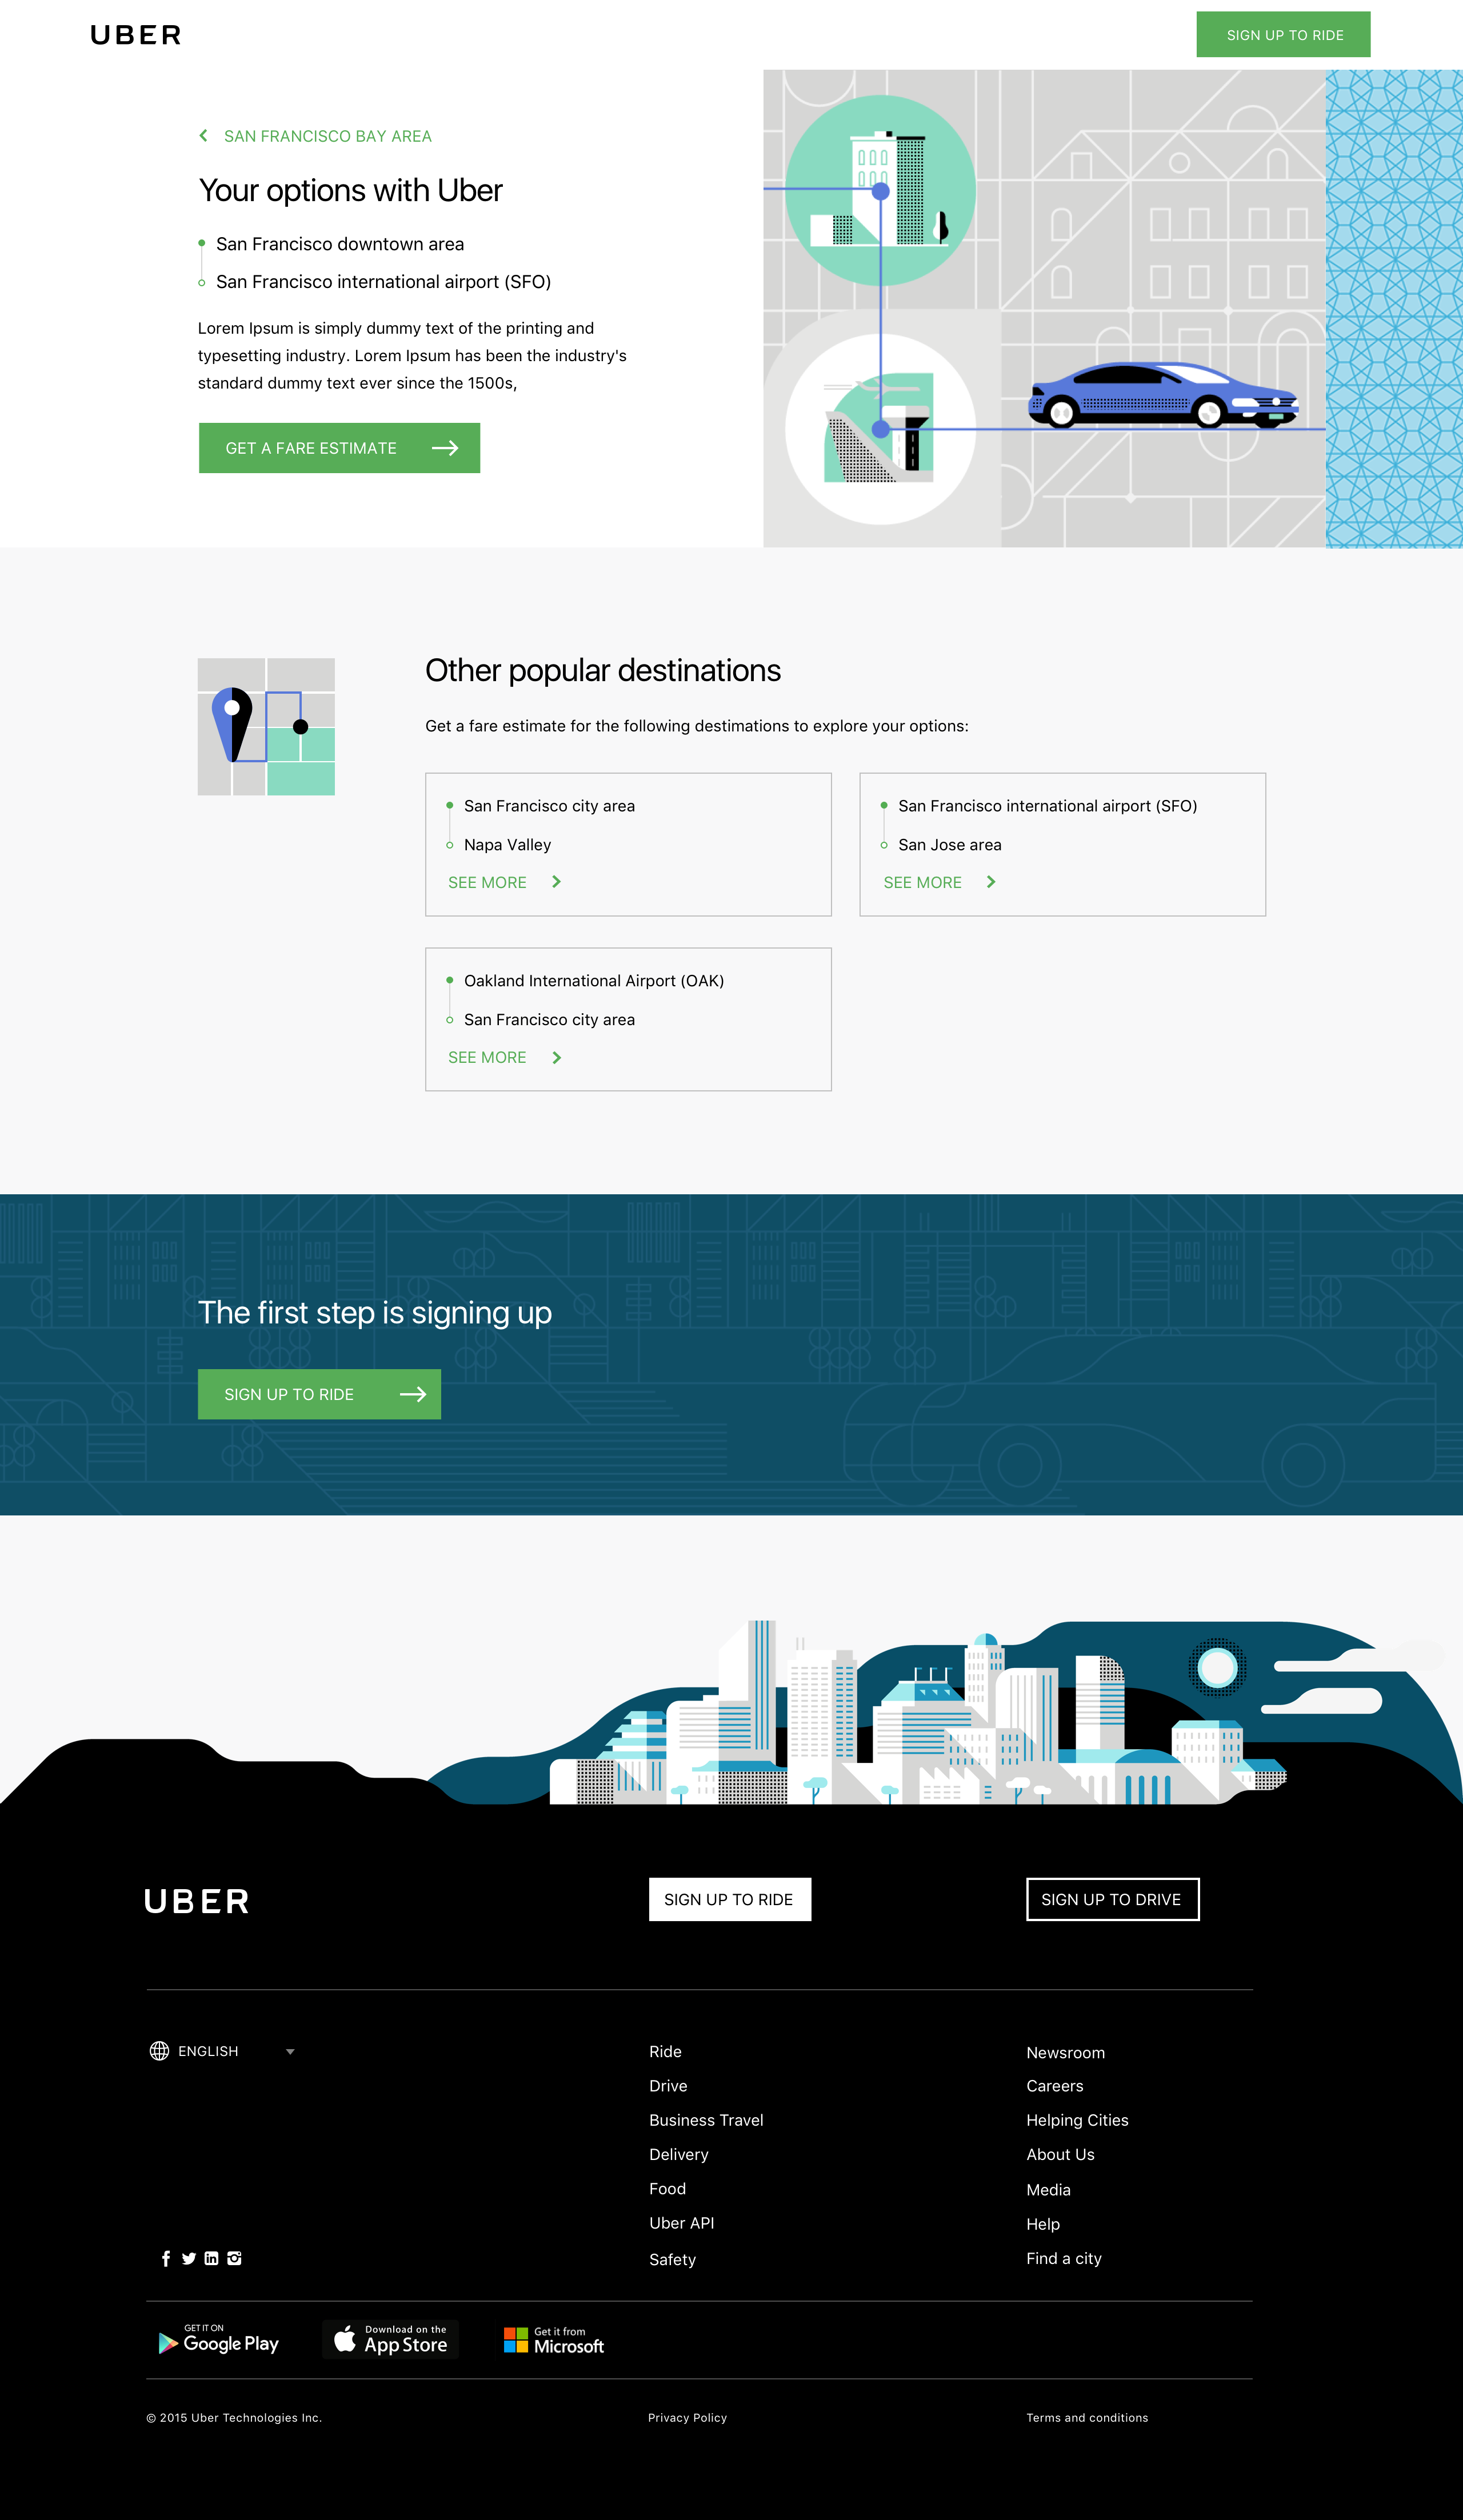 UBER
SIGN UP TO RIDE
SAN FRANCISCO BAY AREA
Your options with Uber
San Francisco downtown area
San Francisco international airport (SFO)
Lorem Ipsum is simply dummy text of the printing and
typesetting industry. Lorem Ipsum has been the industry's
standard dummy text ever since the 1500s,
GET A FARE ESTIMATE
Other popular destinations
Get a fare estimate for the following destimations to explore your options:
San Francisco city area
Napa Valley
SEE MORE
San Francisco international airport (SFO)
San Jose area
SEE MORE
Oakland International Airport (OAK)
San Francisco city area
SEE MORE
The first step is signing up
SIGN UP TO RIDE
UBER
SIGN UP TO RIDE
SIGN UP TO DRIVE
ENGLISH
Ride
Drive
Business Travel
Delivery
Food
Uber API
Safety
Newsroom
Careers
Helping Cities
About Us
Media
Help
Find a city
GET IT ON
Google Play
Download on the
App Store
Get it from
Microsoft
© 2015 Uber Technologies Inc.
Privacy Policy
Terms and conditions